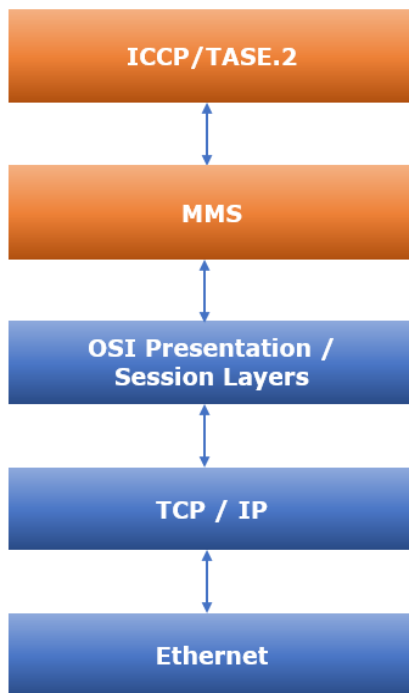 ICCP/TASE.2
MMS
OSI Presentation /
Session Layers
TCP / IP
Ethernet